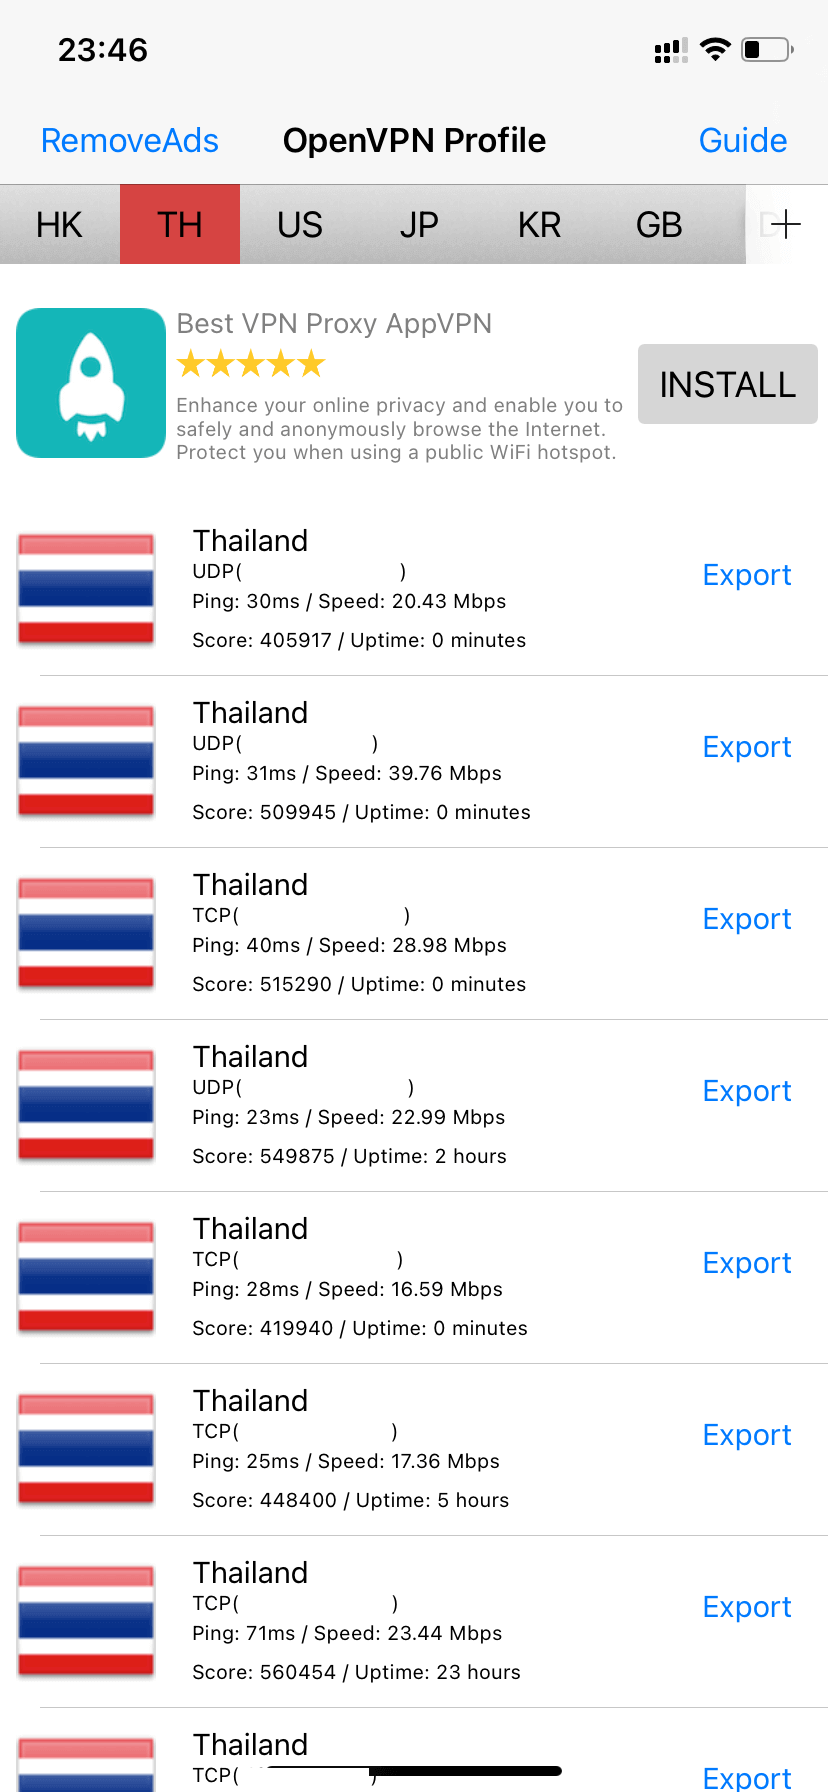 23:46
RemoveAds OpenVPN Profile Guide
HK TH US JP KR GB D +
Best VPN Proxy AppVPN
Enhance your online privacy and enable you to
safely and anonymously browse the Internet.
Protect you when using a public WiFi hotspot.
INSTALL
Thailand
UDP( )
Ping: 30ms / Speed: 20.43 Mbps
Score: 405917 / Uptime: 0 minutes
Export
Thailand
UDP( )
Ping: 31ms / Speed: 39.76 Mbps
Score: 509945 / Uptime: 0 minutes
Export
Thailand
TCP( )
Ping: 40ms / Speed: 28.98 Mbps
Score: 515290 / Uptime: 0 minutes
Export
Thailand
UDP( )
Ping: 23ms / Speed: 22.99 Mbps
Score: 549875 / Uptime: 2 hours
Export
Thailand
TCP( )
Ping: 28ms / Speed: 16.59 Mbps
Score: 419940 / Uptime: 0 minutes
Export
Thailand
TCP( )
Ping: 25ms / Speed: 17.36 Mbps
Score: 448400 / Uptime: 5 hours
Export
Thailand
TCP( )
Ping: 71ms / Speed: 23.44 Mbps
Score: 560454 / Uptime: 23 hours
Export
Thailand
TCP( )
Export